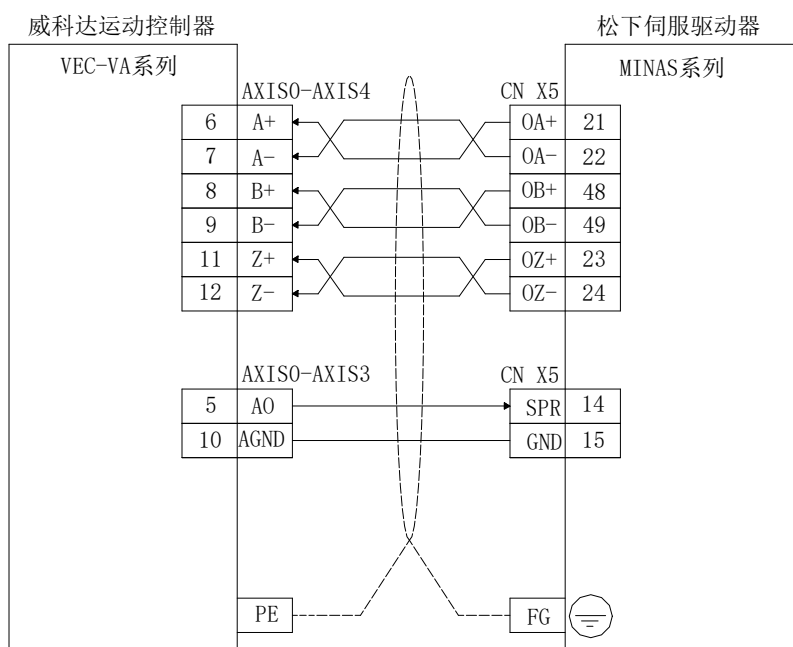 威科达运动控制器 松下伺服驱动器
VEC-VA系列 MINAS系列
AXIS0-AXIS4 CN X5
6 A+ OA+ 21
7 A- OA- 22
8 B+ OB+ 48
9 B- OB- 49
11 Z+ OZ+ 23
12 Z- OZ- 24
AXIS0-AXIS3 CN X5
5 AO SPR 14
10 AGND GND 15
PE FG